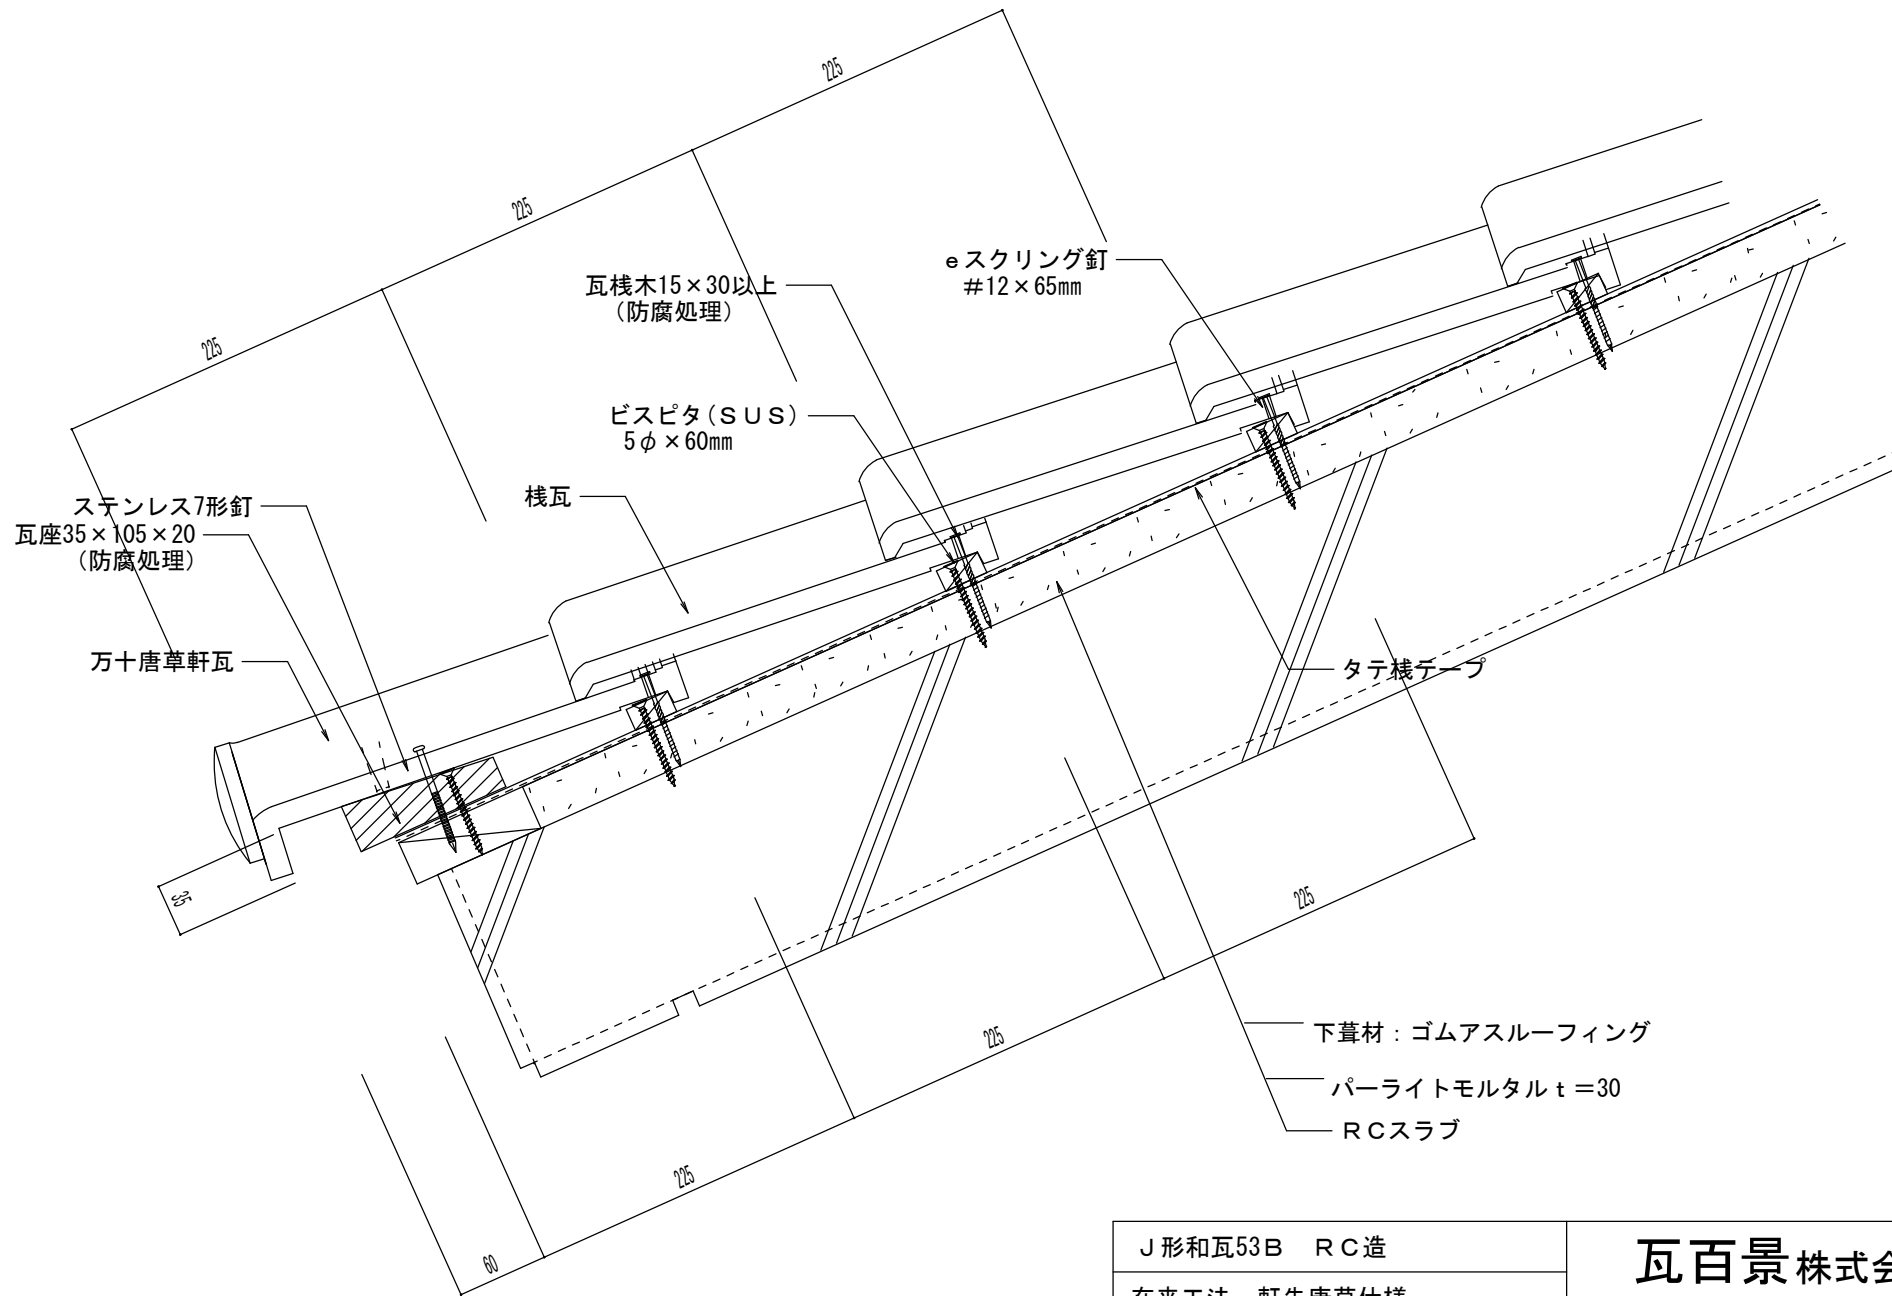 225
225
225
eスクリング釘
#12×65mm
瓦桟木15×30以上
（防腐処理）
ビスピタ（SUS）
5φ×60mm
桟瓦
ステンレス7形釘
瓦座35×105×20
（防腐処理）
万十唐草軒瓦
タテ桟テープ
35
225
225
225
60
下葺材：ゴムアスルーフィング
パーライトモルタルt=30
RCスラブ
J形和瓦53B　RC造
瓦百景株式会